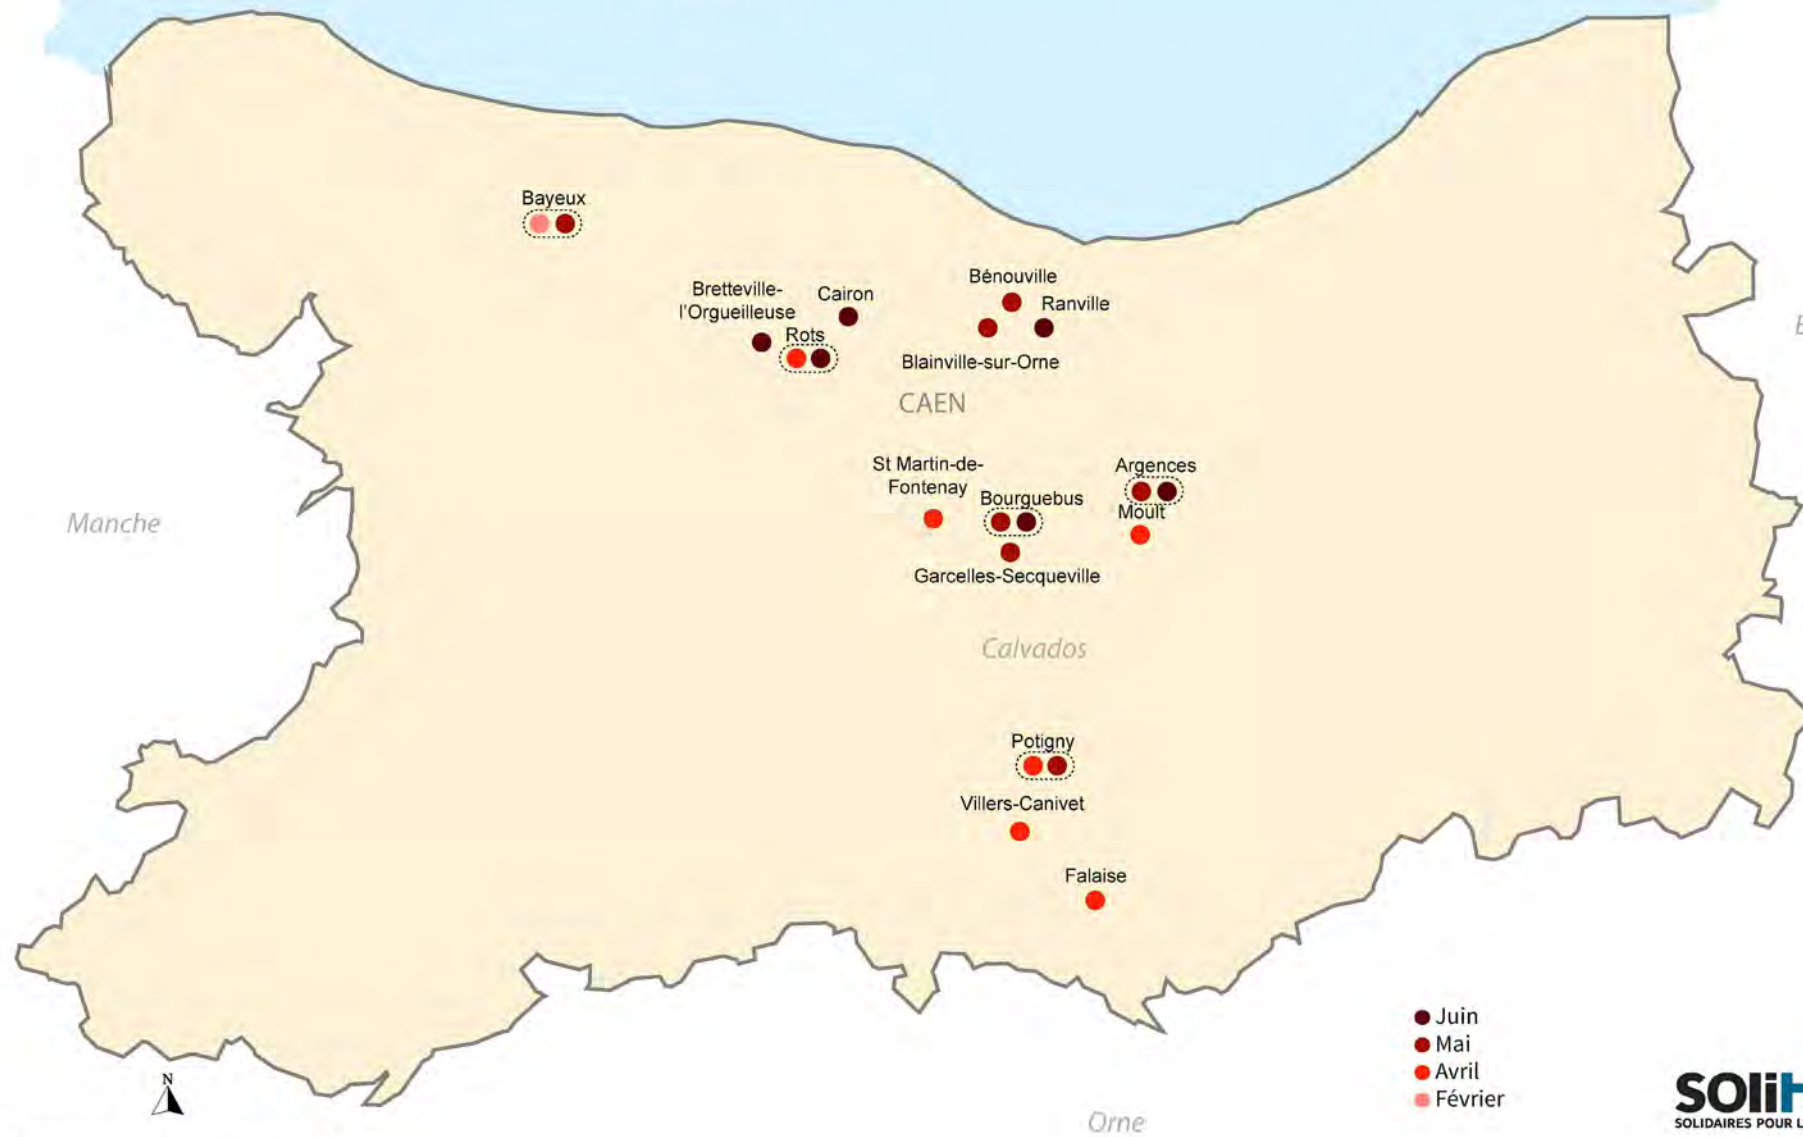 Bayeux
Bretteville-
l'Orgueilleuse
Cairon
Rots
Bénouville
Ranville
Blainville-sur-Orne
CAEN
St Martin-de-
Fontenay
Bourguebus
Argences
Moult
Garcelles-Secqueville
Manche
Calvados
Potigny
Villers-Canivet
Falaise
Juin
Mai
Avril
Février
N
Orne
SOLIDAIRES POUR L